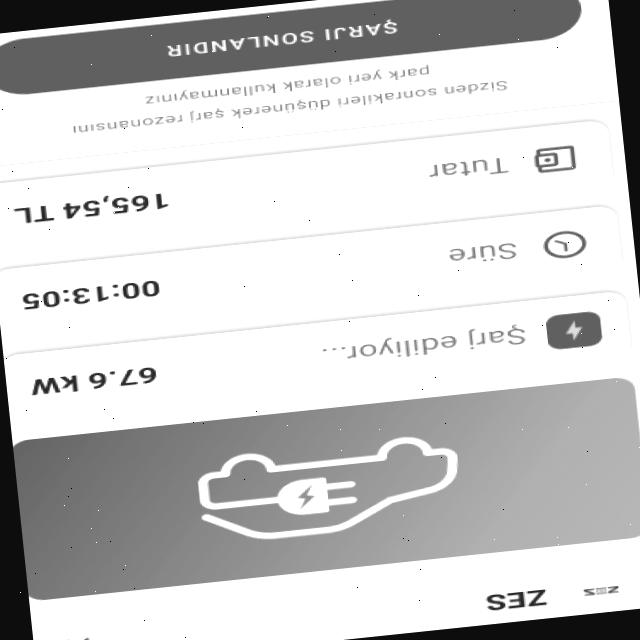 ZES ZES
Şarj ediliyor... 67.6 kW
Süre 00:13:05
Tutar 165,54 TL
Sizden sonrakileri düşünerek şarj rezonansını
park yeri olarak kullanmayınız
ŞARJI SONLANDIR